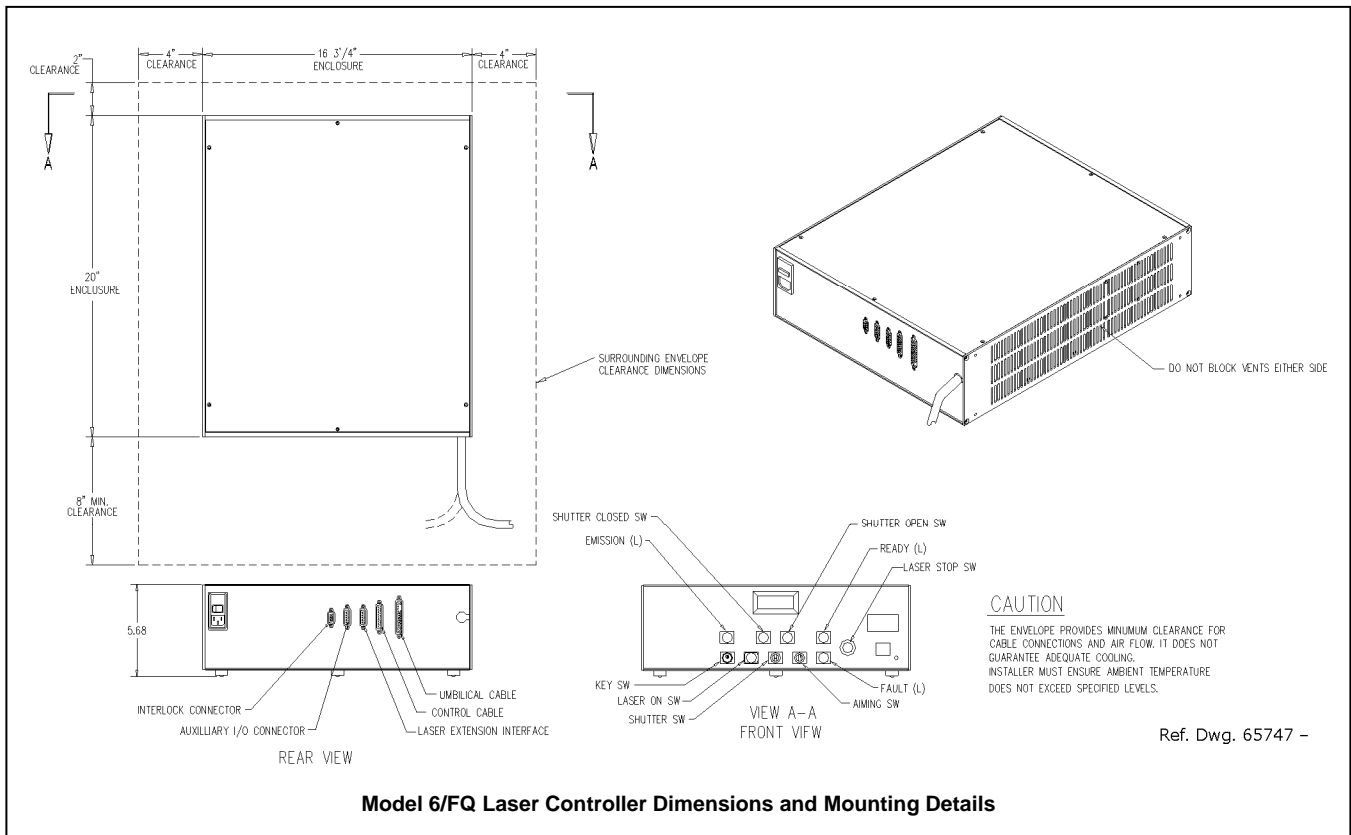 4"
CLEARANCE
16 3/4"
ENCLOSURE
4"
CLEARANCE
2"
CLEARANCE
A
A
20"
ENCLOSURE
SURROUNDING ENVELOPE
CLEARANCE DIMENSIONS
DO NOT BLOCK VENTS EITHER SIDE
8" MIN.
CLEARANCE
5.68
INTERLOCK CONNECTOR
AUXILLIARY I/O CONNECTOR
UMBILICAL CABLE
CONTROL CABLE
LASER EXTENSION INTERFACE
REAR VIEW
SHUTTER CLOSED SW
EMISSION (L)
SHUTTER OPEN SW
READY (L)
LASER STOP SW
KEY SW
LASER ON SW
SHUTTER SW
FAULT (L)
AIMING SW
VIEW A-A
FRONT VIFW
CAUTION
THE ENVELOPE PROVIDES MINUMUM CLEARANCE FOR
CABLE CONNECTIONS AND AIR FLOW. IT DOES NOT
GUARANTEE ADEQUATE COOLING.
INSTALLER MUST ENSURE AMBIENT TEMPERATURE
DOES NOT EXCEED SPECIFIED LEVELS.
Ref. Dwg. 65747 –
Model 6/FQ Laser Controller Dimensions and Mounting Details